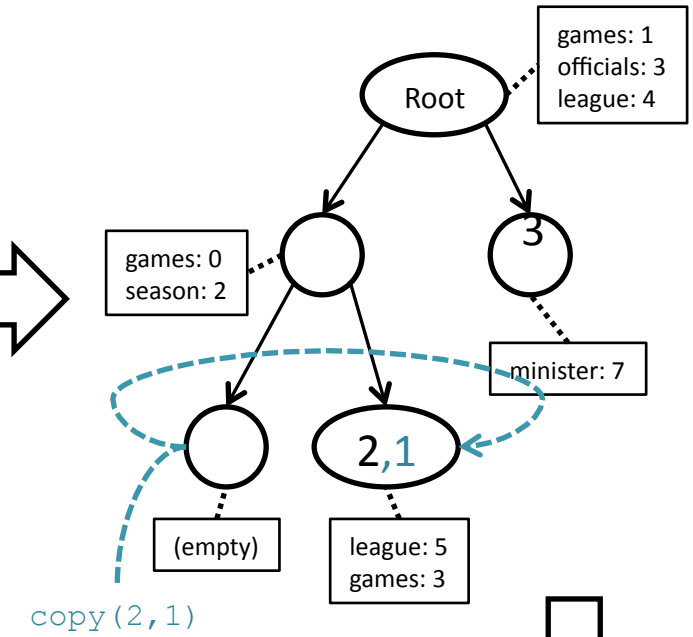 games: 1
officials: 3
league: 4
Root
games: 0
season: 2
3
minister: 7
2,1
(empty)
league: 5
games: 3
copy(2,1)